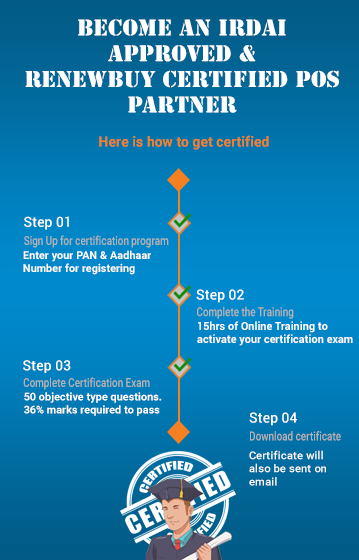 BECOME AN IRDAI
APPROVED &
RENEWBUY CERTIFIED POS
PARTNER
Here is how to get certified
Step 01
Sign Up for certification program
Enter your PAN & Aadhaar
Number for registering
Step 02
Complete the Training
15hrs of Online Training to
activate your certification exam
Step 03
Complete Certification Exam
50 objective type questions.
36% marks required to pass
Step 04
Download certificate
Certificate will
also be sent on
email
CERTIFIED
CERTIFIED